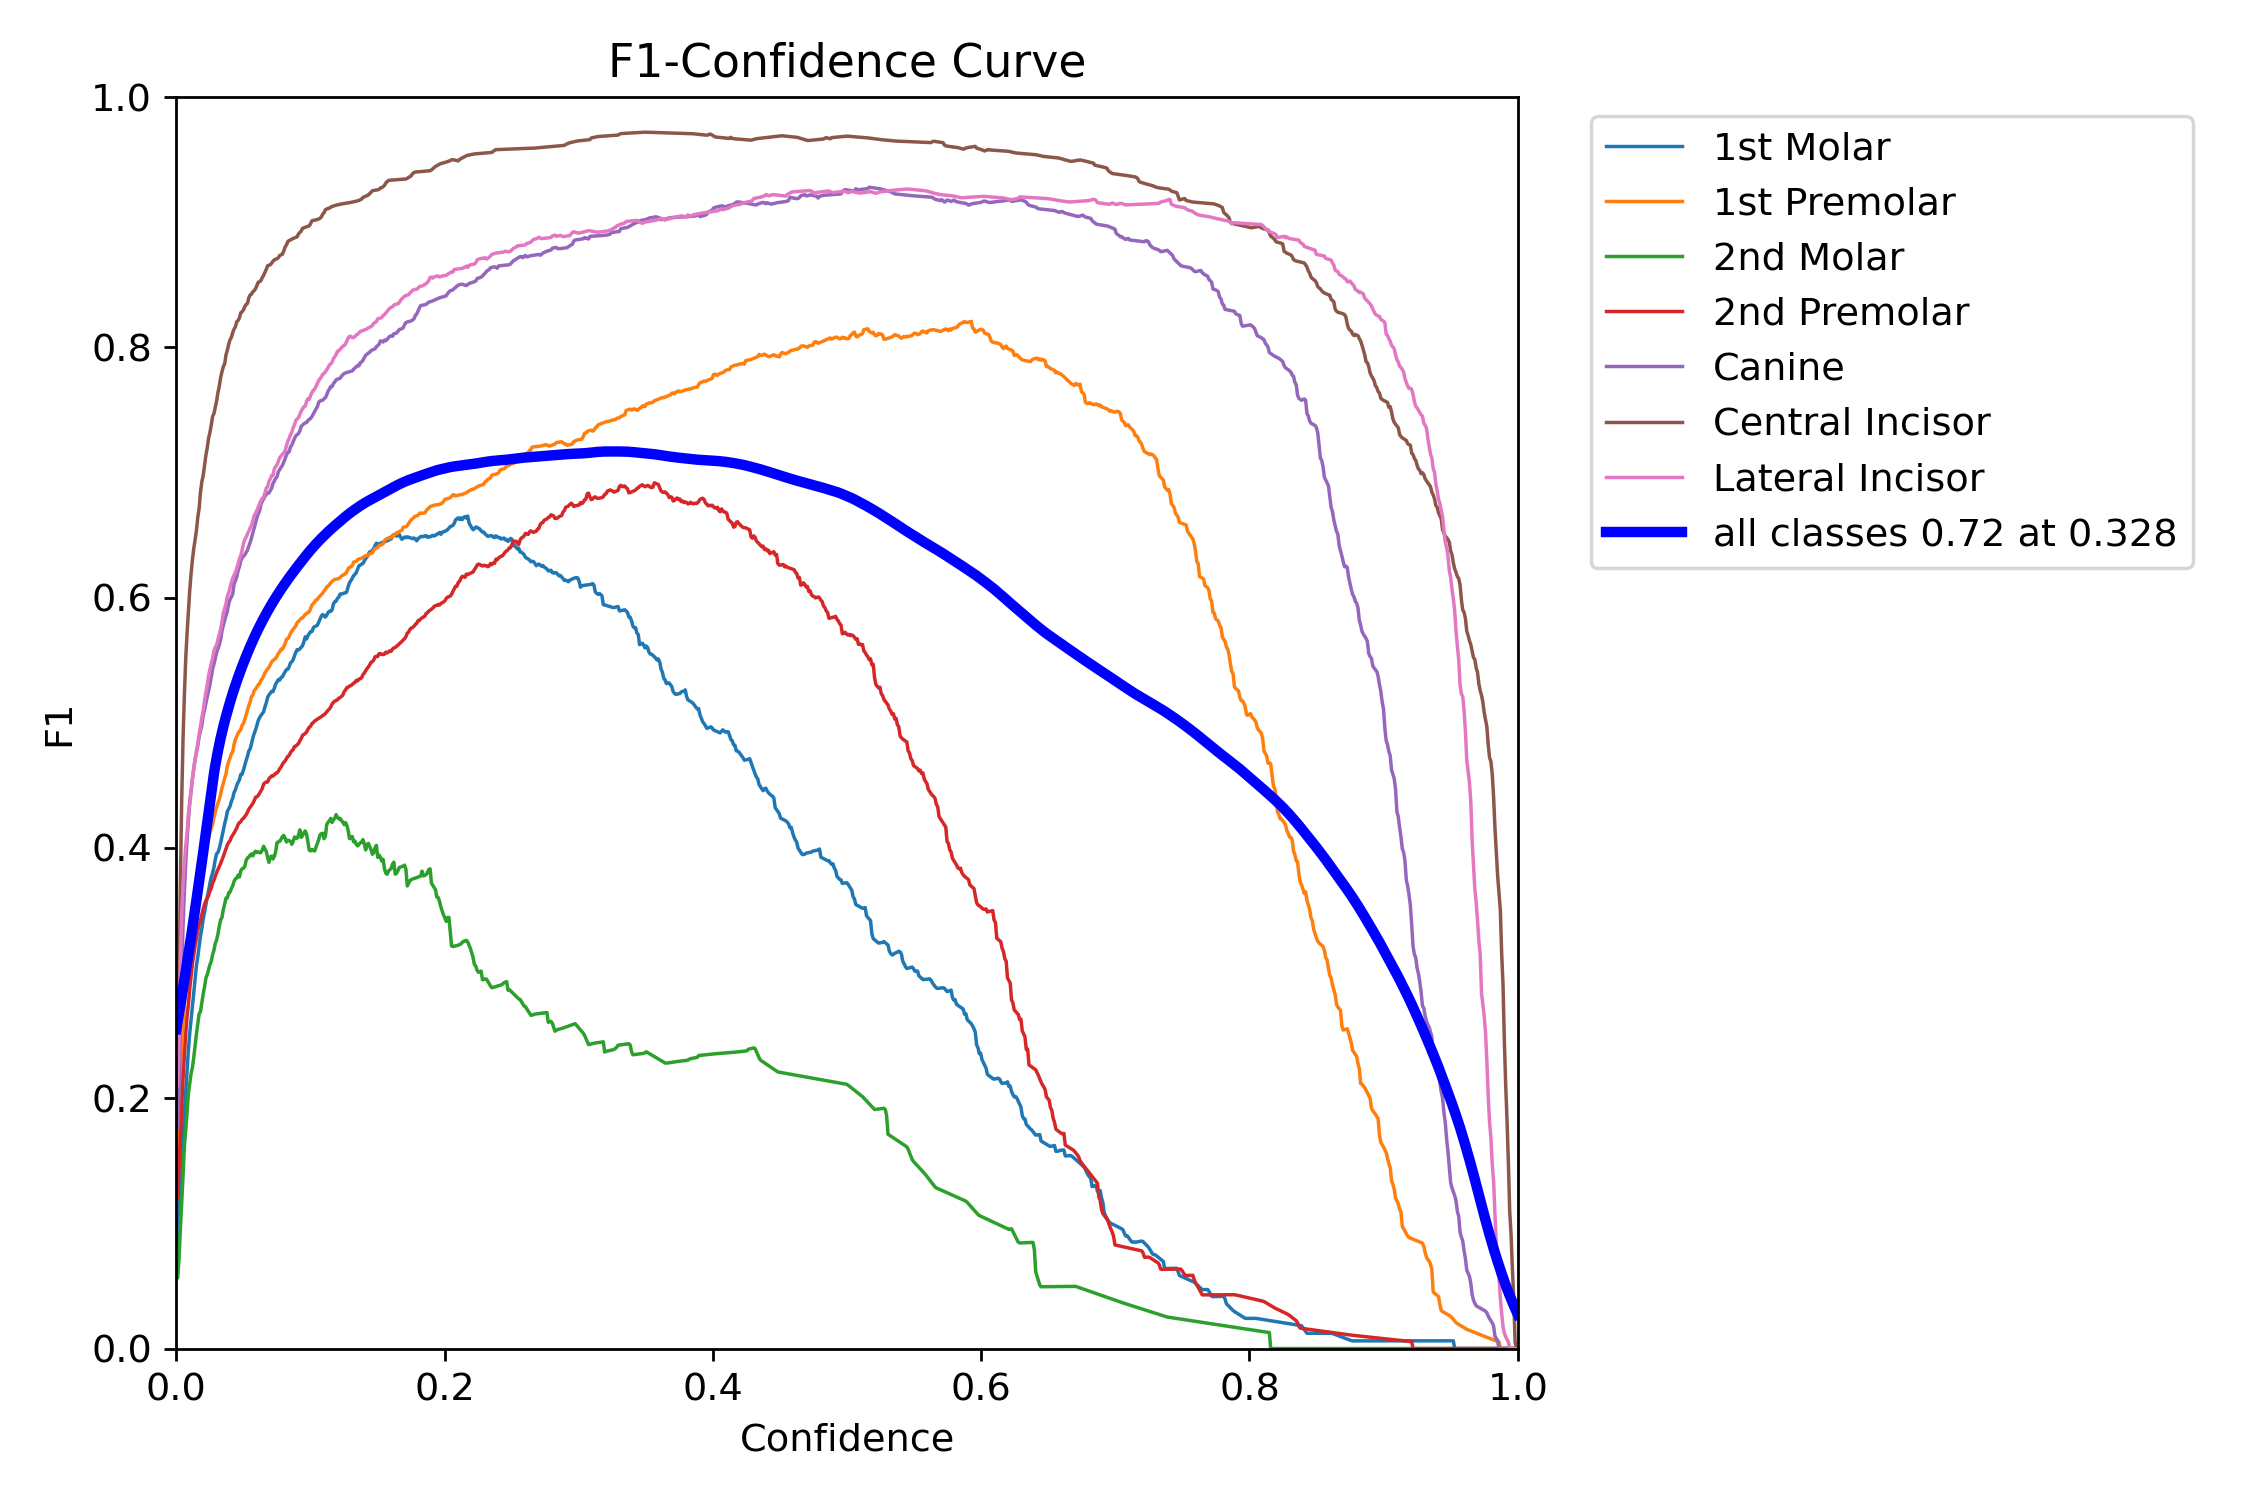 F1-Confidence Curve
1.0
0.8
0.6
0.4
0.2
0.0
F1
0.0 0.2 0.4 0.6 0.8 1.0
Confidence
1st Molar
1st Premolar
2nd Molar
2nd Premolar
Canine
Central Incisor
Lateral Incisor
all classes 0.72 at 0.328